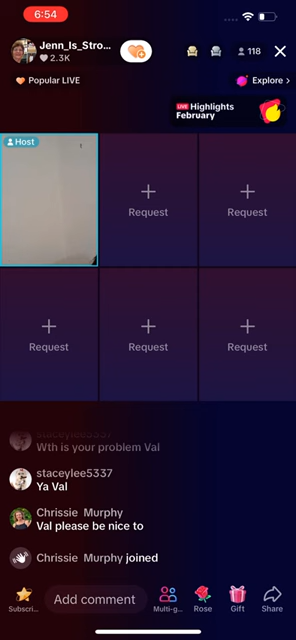 6:54
Jenn_Is_Stro...
2.3K
118
Popular LIVE
Explore >
LIVE Highlights
February
Host
Request
Request
Request
Request
Request
staceylee5337
Wth is your problem Val
staceylee5337
Ya Val
Chrissie Murphy
Val please be nice to
Chrissie Murphy joined
Subscri...
Add comment
Multi-g...
Rose
Gift
Share